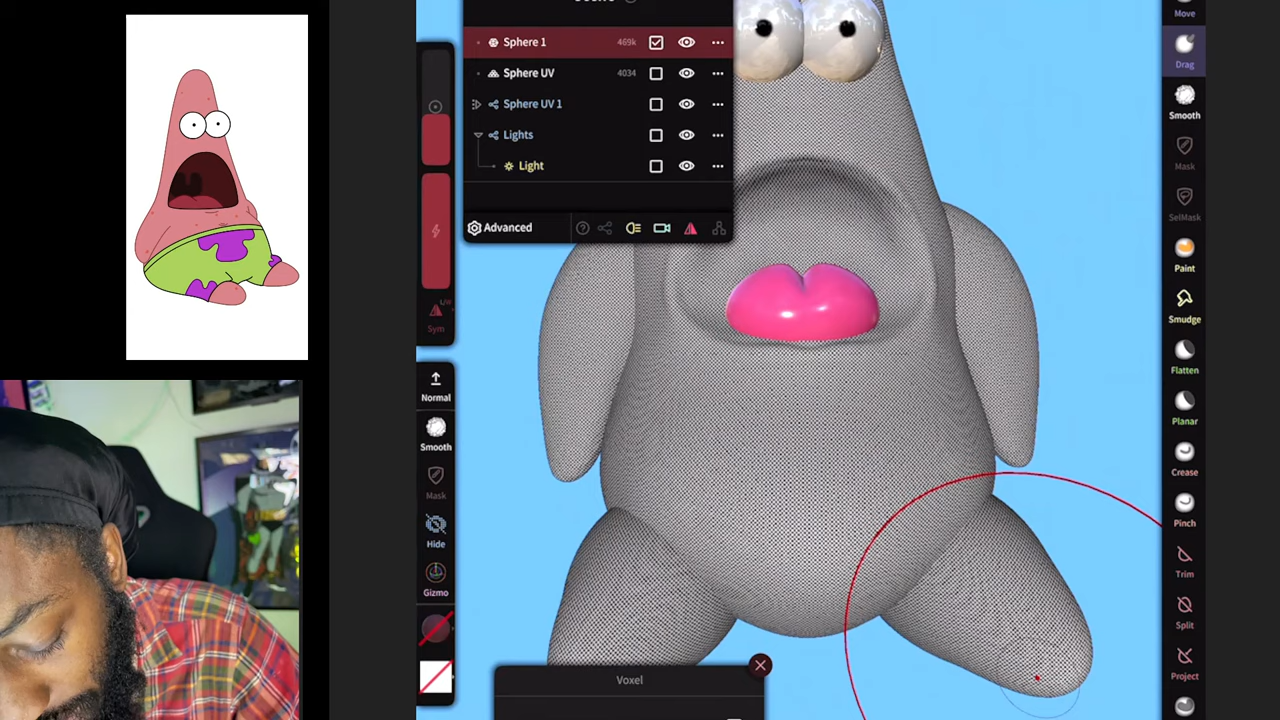 Sphere 1 469k
Sphere UV 4034
Sphere UV 1
Lights
Light
Advanced
Sym
Normal
Smooth
Mask
Hide
Gizmo
Voxel
Move
Drag
Smooth
Mask
SelMask
Paint
Smudge
Flatten
Planar
Crease
Pinch
Trim
Split
Project